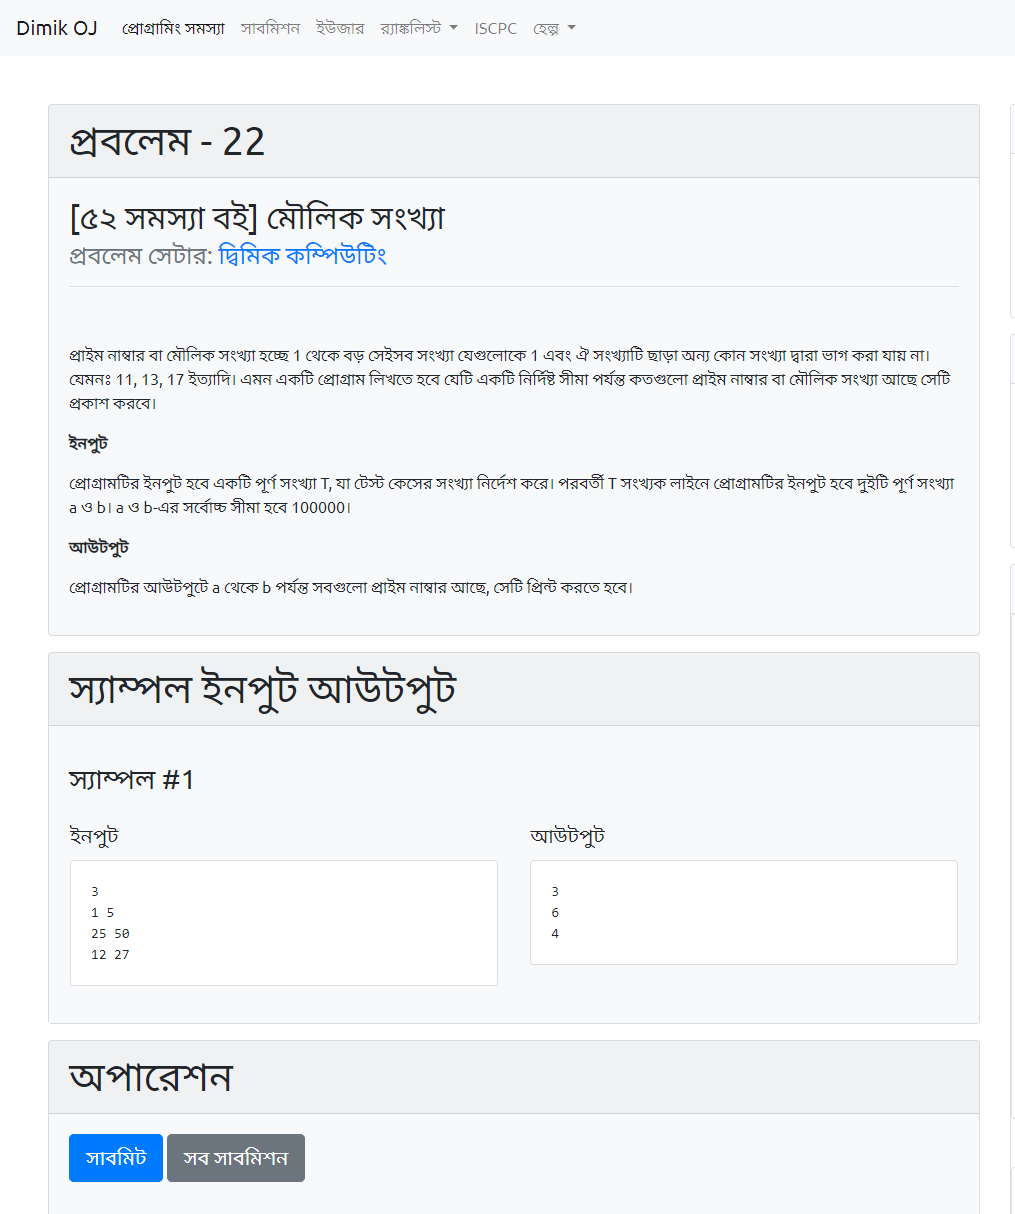 Dimik OJ প্রোগ্রামিং সমস্যা সাবমিশন ইউজার র‍্যাঙ্কলিস্ট ISCPC হেল্প
প্রবলেম - 22
[৫২ সমস্যা বই] মৌলিক সংখ্যা
প্রবলেম সেটার: দ্বিমিক কম্পিউটিং
প্রাইম নাম্বার বা মৌলিক সংখ্যা হচ্ছে 1 থেকে বড় সেইসব সংখ্যা যেগুলোকে 1 এবং ঐ সংখ্যাটি ছাড়া অন্য কোন সংখ্যা দ্বারা ভাগ করা যায় না।
যেমনঃ 11, 13, 17 ইত্যাদি। এমন একটি প্রোগ্রাম লিখতে হবে যেটি একটি নির্দিষ্ট সীমা পর্যন্ত কতগুলো প্রাইম নাম্বার বা মৌলিক সংখ্যা আছে সেটি
প্রকাশ করবে।
ইনপুট
প্রোগ্রামটির ইনপুট হবে একটি পূর্ণ সংখ্যা T, যা টেস্ট কেসের সংখ্যা নির্দেশ করে। পরবর্তী T সংখ্যক লাইনে প্রোগ্রামটির ইনপুট হবে দুইটি পূর্ণ সংখ্যা
a ও b। a ও b-এর সর্বোচ্চ সীমা হবে 100000।
আউটপুট
প্রোগ্রামটির আউটপুটে a থেকে b পর্যন্ত সবগুলো প্রাইম নাম্বার আছে, সেটি প্রিন্ট করতে হবে।
স্যাম্পল ইনপুট আউটপুট
স্যাম্পল #1
ইনপুট
3
1 5
25 50
12 27
আউটপুট
3
6
4
অপারেশন
সাবমিট সব সাবমিশন